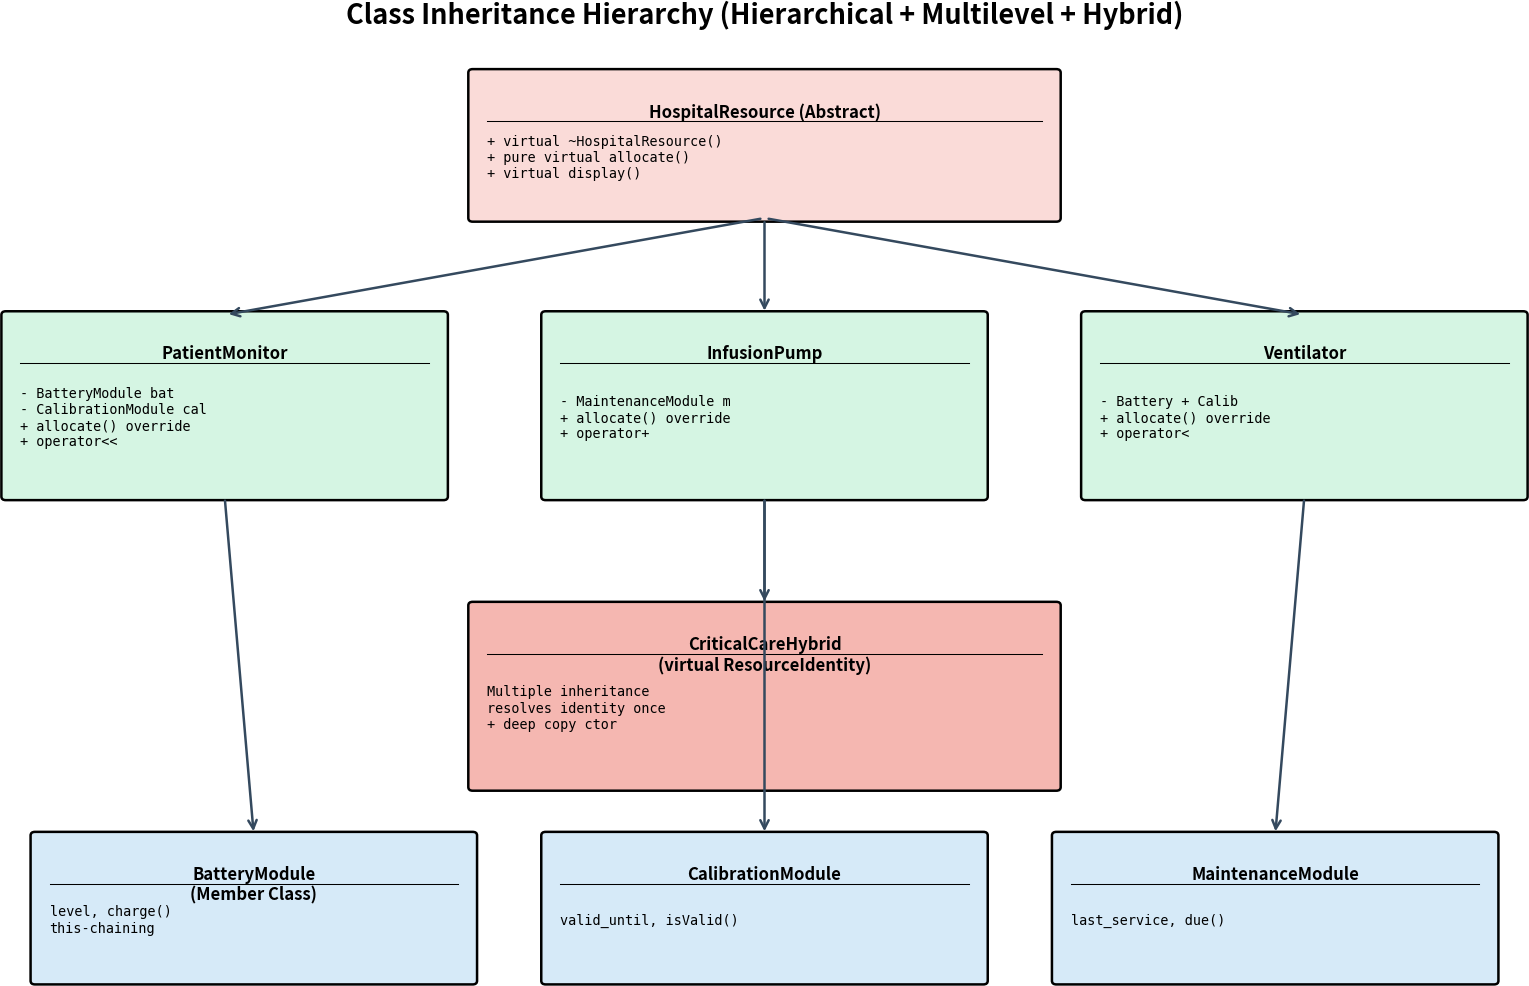 Class Inheritance Hierarchy (Hierarchical + Multilevel + Hybrid)
HospitalResource (Abstract)
+ virtual ~HospitalResource()
+ pure virtual allocate()
+ virtual display()
PatientMonitor
- BatteryModule bat
- CalibrationModule cal
+ allocate() override
+ operator<<
InfusionPump
- MaintenanceModule m
+ allocate() override
+ operator+
Ventilator
- Battery + Calib
+ allocate() override
+ operator<
CriticalCareHybrid
(virtual ResourceIdentity)
Multiple inheritance
resolves identity once
+ deep copy ctor
BatteryModule
(Member Class)
level, charge()
this-chaining
CalibrationModule
valid_until, isValid()
MaintenanceModule
last_service, due()